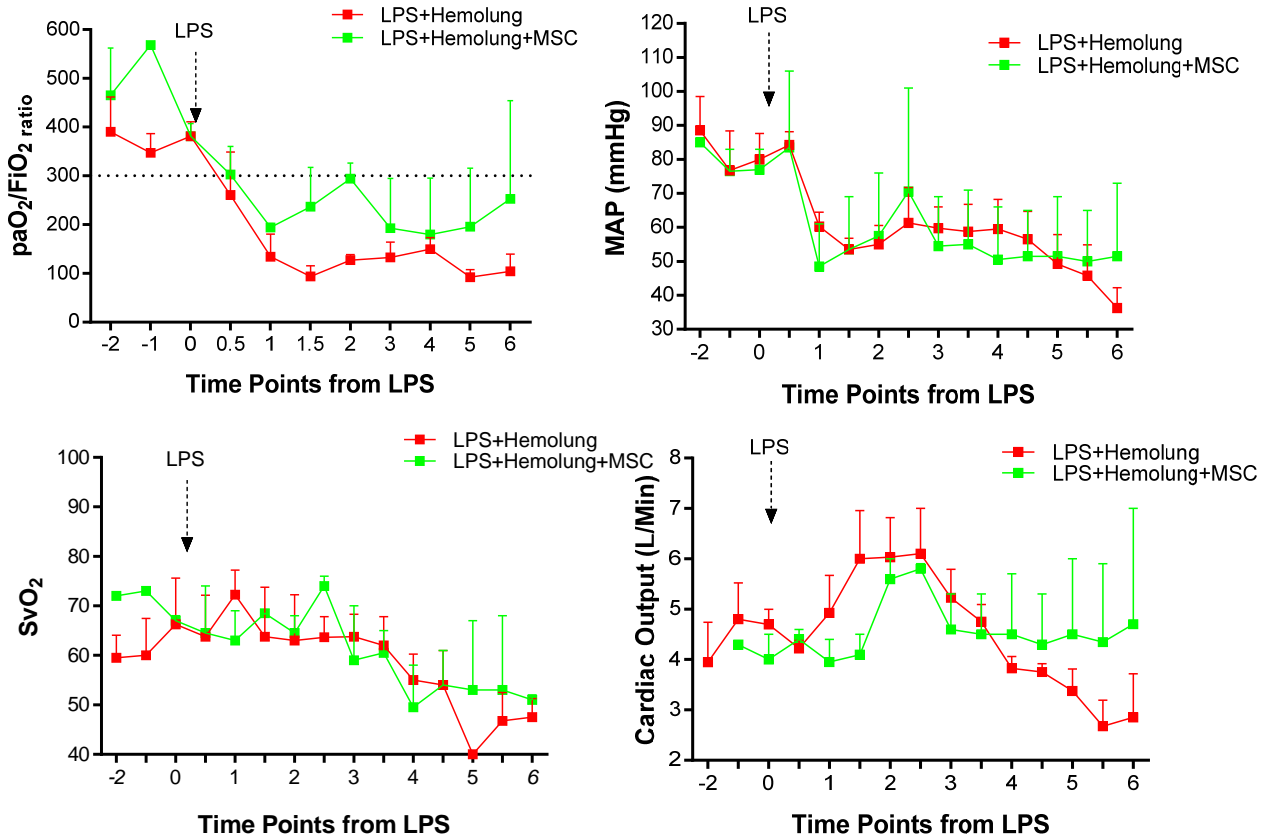 LPS+Hemolung
LPS+Hemolung+MSC
LPS
600
500
400
300
200
100
0
paO2/FiO2 ratio
-2 -1 0 0.5 1 1.5 2 3 4 5 6
Time Points from LPS
LPS
LPS+Hemolung
LPS+Hemolung+MSC
120
110
100
90
80
70
60
50
40
30
MAP (mmHg)
-2 0 1 2 3 4 5 6
Time Points from LPS
LPS+Hemolung
LPS+Hemolung+MSC
LPS
100
90
80
70
60
50
40
SvO2
-2 0 1 2 3 4 5 6
Time Points from LPS
LPS
LPS+Hemolung
LPS+Hemolung+MSC
8
7
6
5
4
3
2
Cardiac Output (L/Min)
-2 0 1 2 3 4 5 6
Time Points from LPS